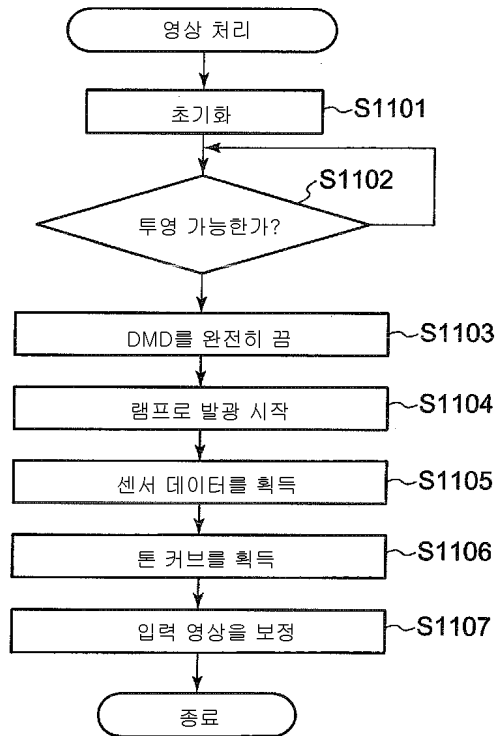 영상 처리
초기화
S1101
S1102
투영 가능한가?
DMD를 완전히 끔
S1103
램프로 발광 시작
S1104
센서 데이터를 획득
S1105
톤 커브를 획득
S1106
입력 영상을 보정
S1107
종료